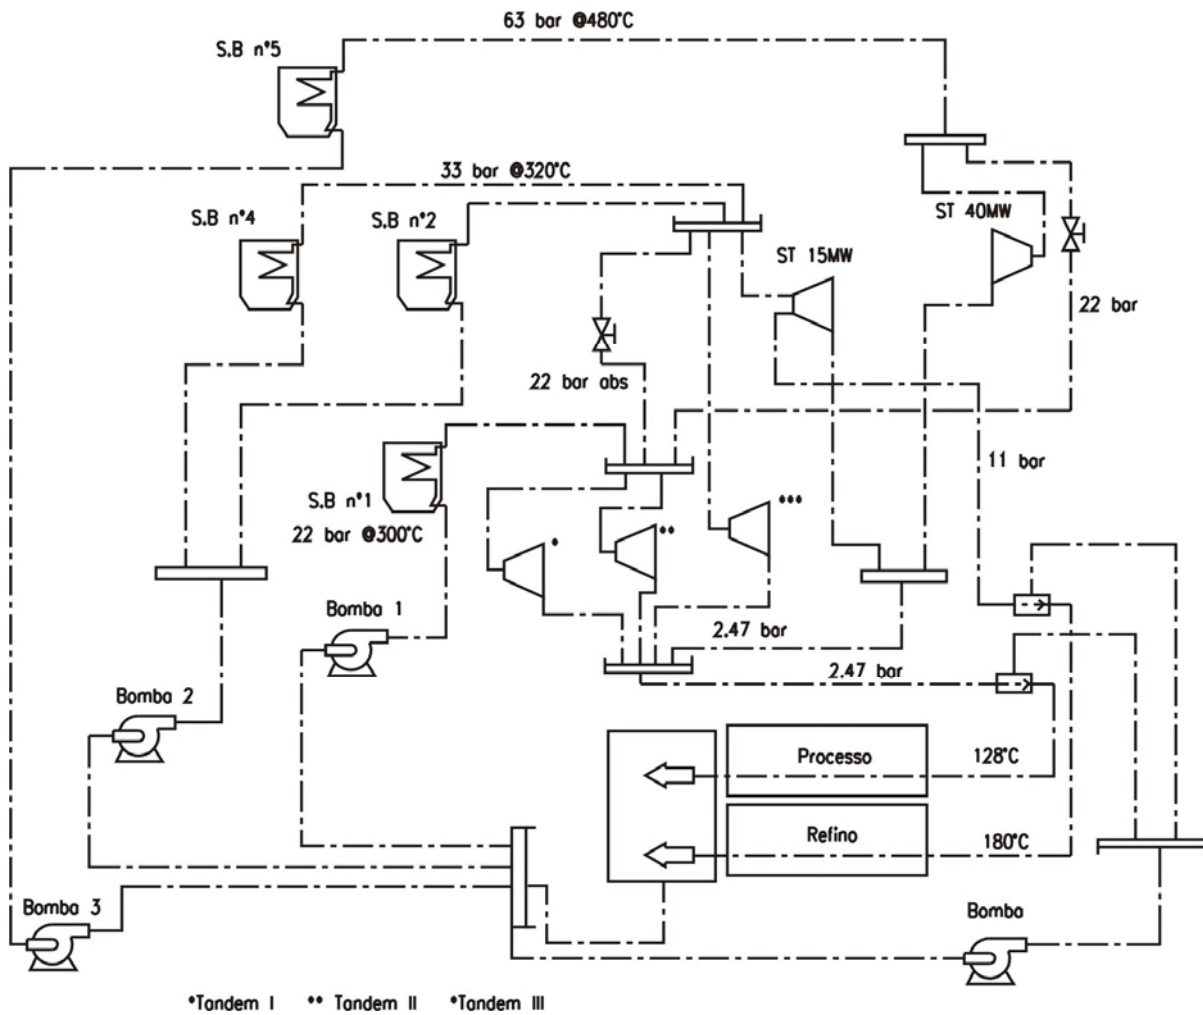 63 bar @480°C
S.B n°5
33 bar @320°C
S.B n°4
S.B n°2
ST 40MW
ST 15MW
22 bar
22 bar abs
11 bar
S.B n°1
22 bar @300°C
*
**
***
Bomba 1
2.47 bar
2.47 bar
Bomba 2
Processo
128°C
Refino
180°C
Bomba 3
Bomba
*Tandem I ** Tandem II *Tandem III